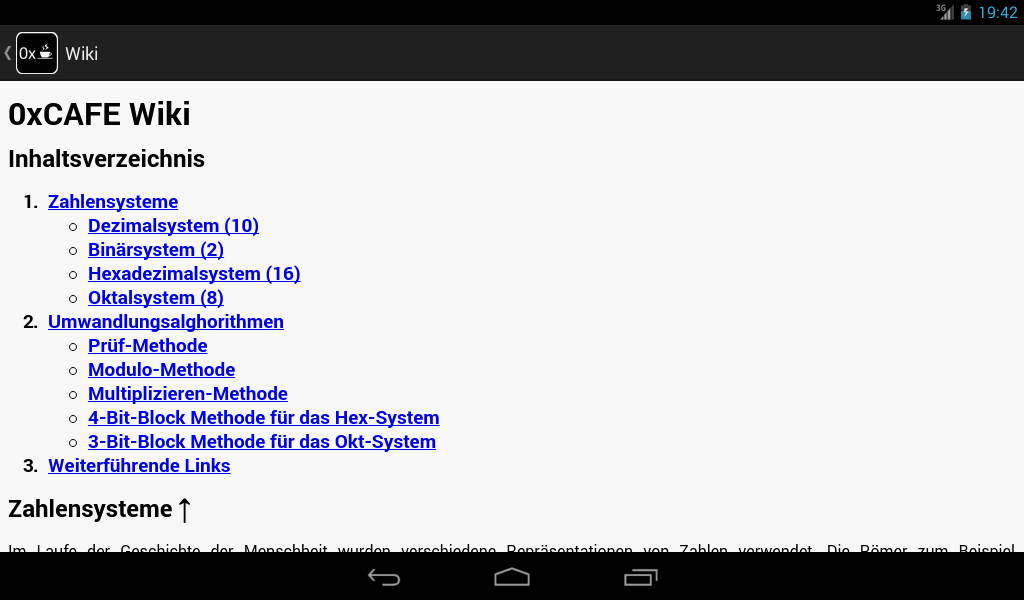 3G 19:42
0x Wiki
0xCAFE Wiki
Inhaltsverzeichnis
1. Zahlensysteme
Dezimalsystem (10)
Binärsystem (2)
Hexadezimalsystem (16)
Oktalsystem (8)
2. Umwandlungsalghorithmen
Prüf-Methode
Modulo-Methode
Multiplizieren-Methode
4-Bit-Block Methode für das Hex-System
3-Bit-Block Methode für das Okt-System
3. Weiterführende Links
Zahlensysteme ↑
Im Laufe der Geschichte der Menschheit wurden verschiedene Repräsentationen von Zahlen verwendet. Die Römer zum Beispiel